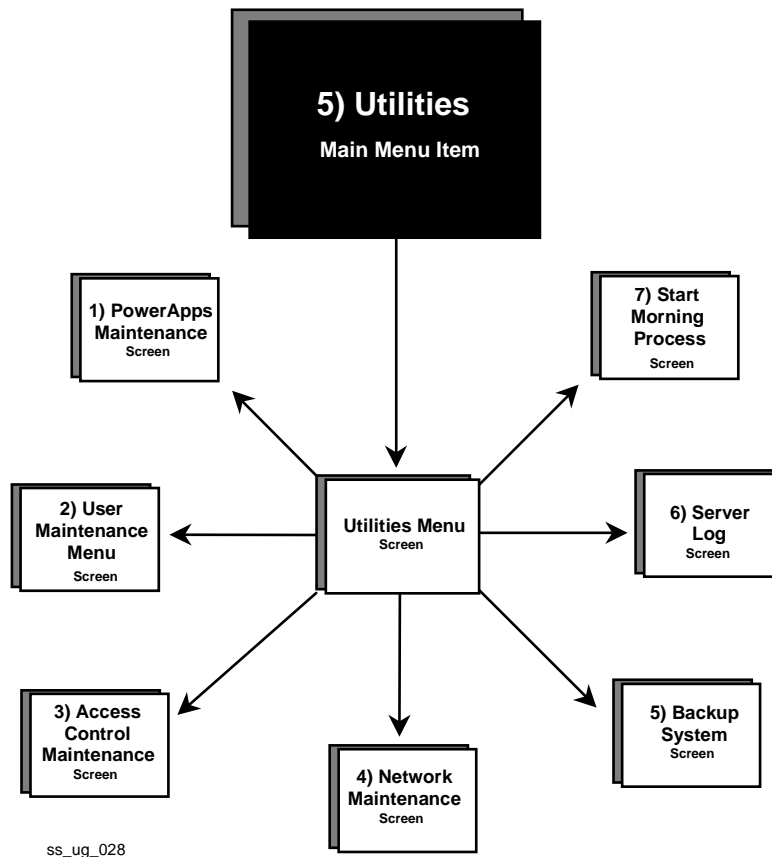 5) Utilities
Main Menu Item
1) PowerApps
Maintenance
Screen
7) Start
Morning
Process
Screen
2) User
Maintenance
Menu
Screen
Utilities Menu
Screen
6) Server
Log
Screen
3) Access
Control
Maintenance
Screen
4) Network
Maintenance
Screen
5) Backup
System
Screen
ss_ug_028